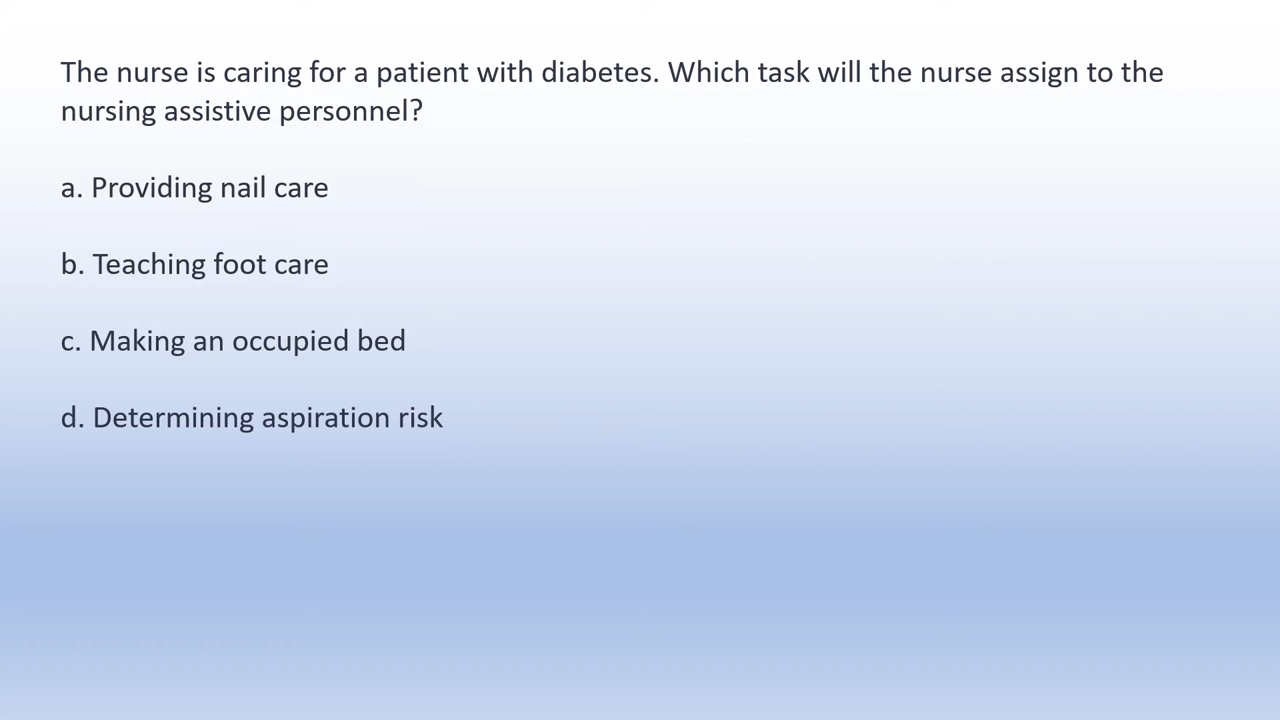 The nurse is caring for a patient with diabetes. Which task will the nurse assign to the
nursing assistive personnel?
a. Providing nail care
b. Teaching foot care
c. Making an occupied bed
d. Determining aspiration risk